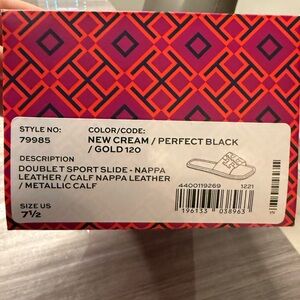 STYLE NO:
79985
COLOR/CODE:
NEW CREAM / PERFECT BLACK
/ GOLD 120
DESCRIPTION
DOUBLE T SPORT SLIDE - NAPPA
LEATHER / CALF NAPPA LEATHER
/ METALLIC CALF
4400119269
1221
SIZE US
7½
196133 038963